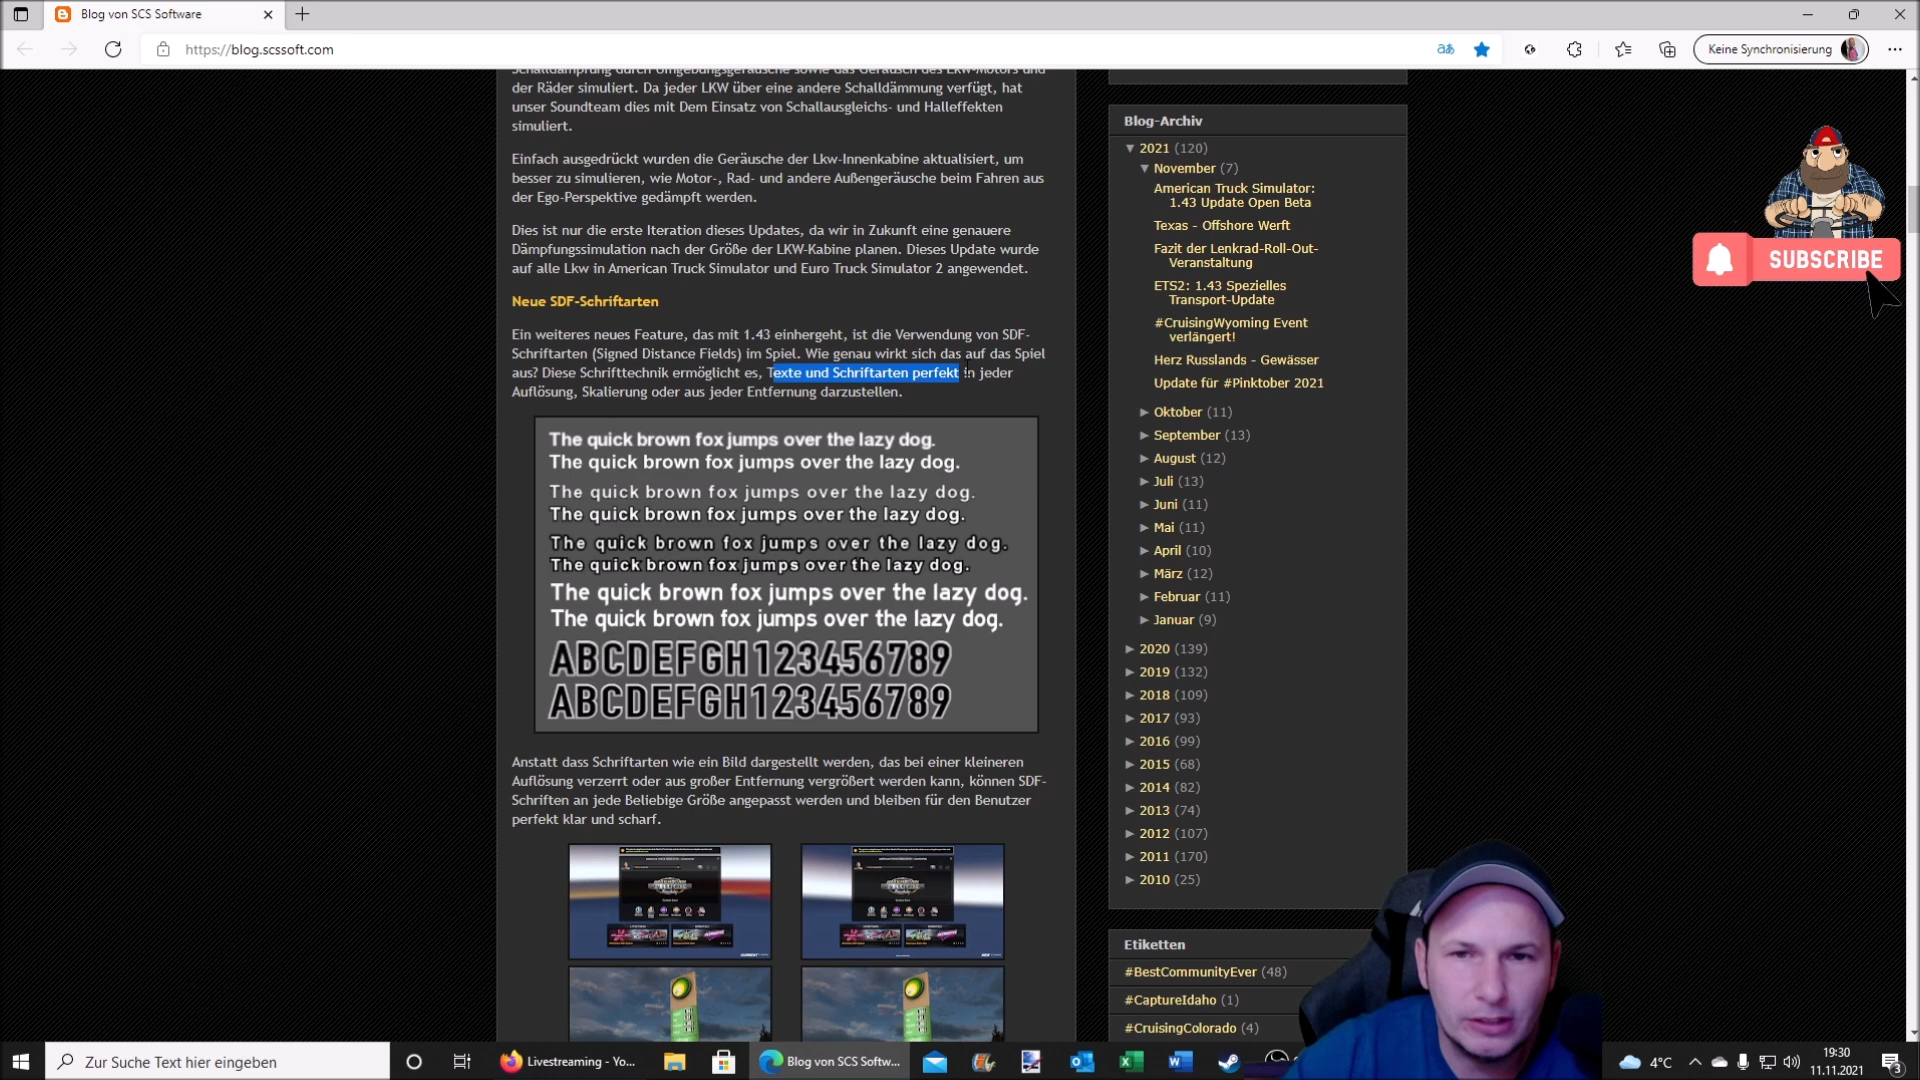 Blog von SCS Software
https://blog.scssoft.com
Keine Synchronisierung
Schalldämpfung durch Umgebungsgeräusche sowie das Geräusch des Lkw-Motors und
der Räder simuliert. Da jeder LKW über eine andere Schalldämmung verfügt, hat
unser Soundteam dies mit Dem Einsatz von Schallausgleichs- und Halleffekten
simuliert.
Einfach ausgedrückt wurden die Geräusche der Lkw-Innenkabine aktualisiert, um
besser zu simulieren, wie Motor-, Rad- und andere Außengeräusche beim Fahren aus
der Ego-Perspektive gedämpft werden.
Dies ist nur die erste Iteration dieses Updates, da wir in Zukunft eine genauere
Dämpfungssimulation nach der Größe der LKW-Kabine planen. Dieses Update wurde
auf alle Lkw in American Truck Simulator und Euro Truck Simulator 2 angewendet.
Neue SDF-Schriftarten
Ein weiteres neues Feature, das mit 1.43 einhergeht, ist die Verwendung von SDF-
Schriftarten (Signed Distance Fields) im Spiel. Wie genau wirkt sich das auf das Spiel
aus? Diese Schrifttechnik ermöglicht es, Texte und Schriftarten perfekt in jeder
Auflösung, Skalierung oder aus jeder Entfernung darzustellen.
The quick brown fox jumps over the lazy dog.
The quick brown fox jumps over the lazy dog.
The quick brown fox jumps over the lazy dog.
The quick brown fox jumps over the lazy dog.
The quick brown fox jumps over the lazy dog.
The quick brown fox jumps over the lazy dog.
The quick brown fox jumps over the lazy dog.
The quick brown fox jumps over the lazy dog.
ABCDEFGH123456789
ABCDEFGH123456789
Anstatt dass Schriftarten wie ein Bild dargestellt werden, das bei einer kleineren
Auflösung verzerrt oder aus großer Entfernung vergrößert werden kann, können SDF-
Schriften an jede Beliebige Größe angepasst werden und bleiben für den Benutzer
perfekt klar und scharf.
Blog-Archiv
▼ 2021 (120)
▼ November (7)
American Truck Simulator:
1.43 Update Open Beta
Texas - Offshore Werft
Fazit der Lenkrad-Roll-Out-
Veranstaltung
ETS2: 1.43 Spezielles
Transport-Update
#CruisingWyoming Event
verlängert!
Herz Russlands - Gewässer
Update für #Pinktober 2021
► Oktober (11)
► September (13)
► August (12)
► Juli (13)
► Juni (11)
► Mai (11)
► April (10)
► März (12)
► Februar (11)
► Januar (9)
► 2020 (139)
► 2019 (132)
► 2018 (109)
► 2017 (93)
► 2016 (99)
► 2015 (68)
► 2014 (82)
► 2013 (74)
► 2012 (107)
► 2011 (170)
► 2010 (25)
Etiketten
#BestCommunityEver (48)
#CaptureIdaho (1)
#CruisingColorado (4)
SUBSCRIBE
Zur Suche Text hier eingeben
Livestreaming - Yo...
Blog von SCS Softw...
4°C
19:30
11.11.2021
3